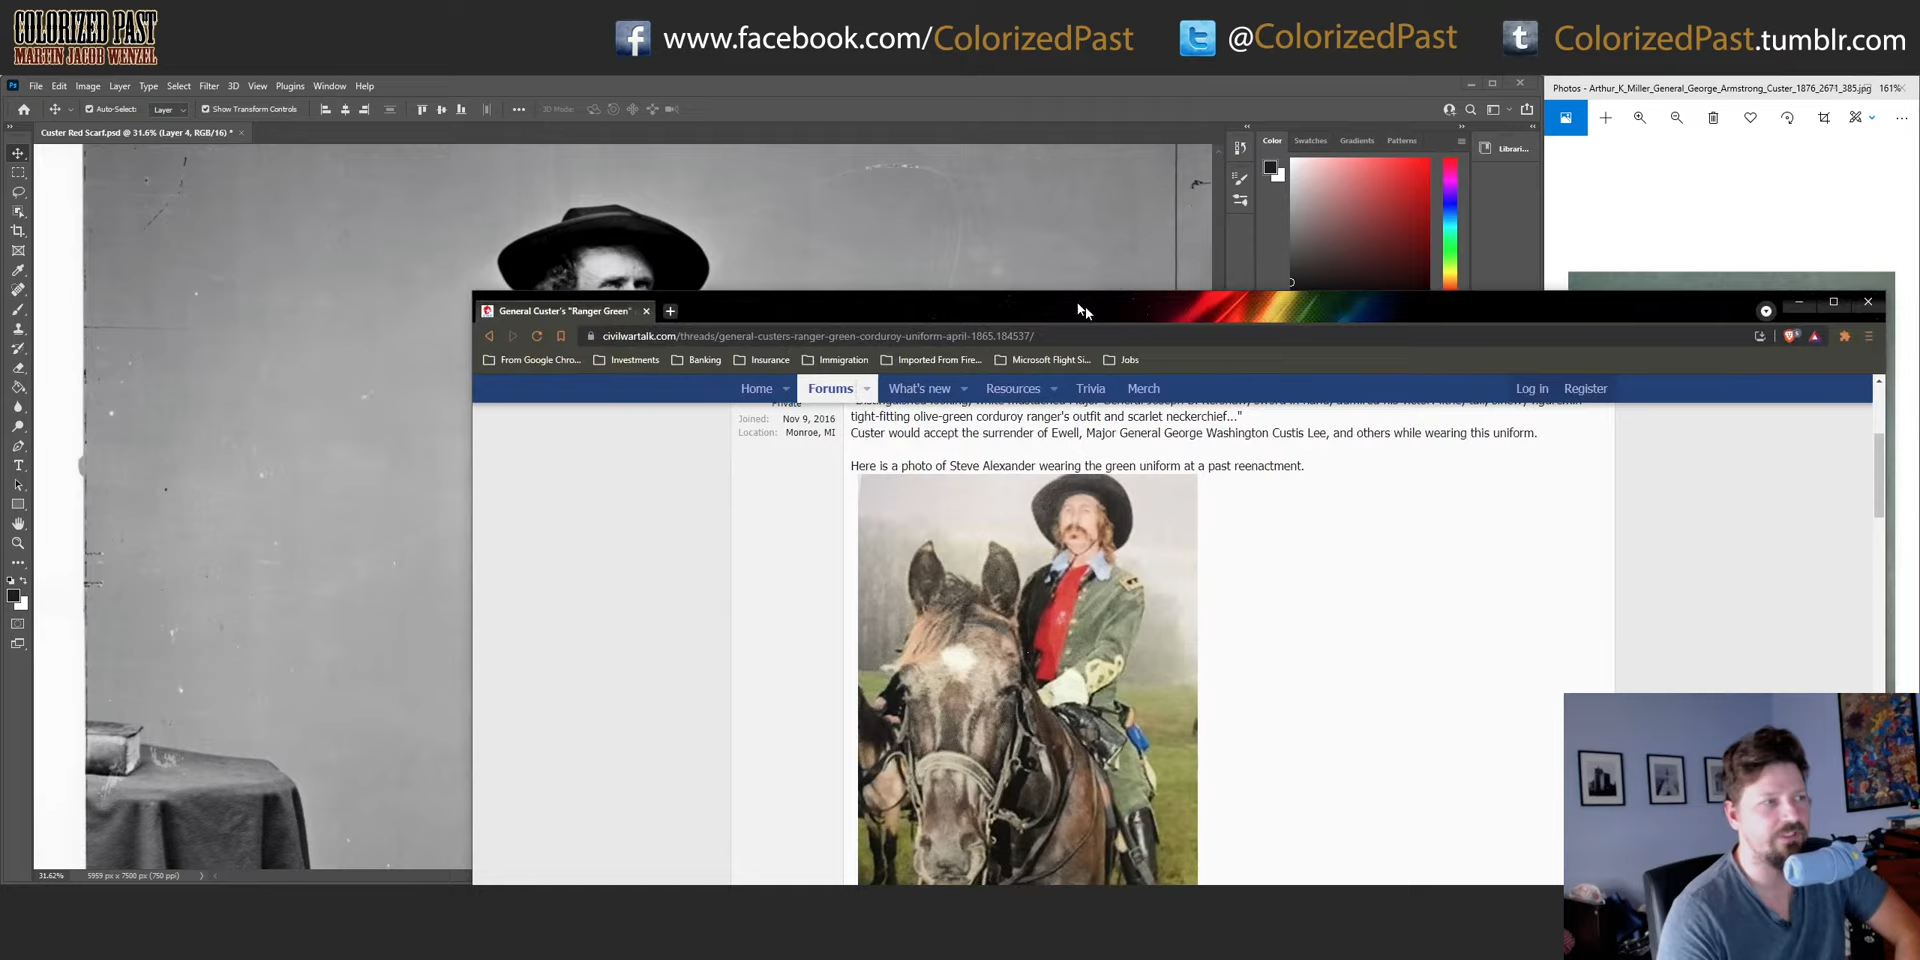 COLORIZED PAST
MARTIN JACOB WENZEL
f www.facebook.com/ColorizedPast
@ColorizedPast
t ColorizedPast.tumblr.com
Ps File Edit Image Layer Type Select Filter 3D View Plugins Window Help
Auto-Select: Layer Show Transform Controls 3D Mode:
Custer Red Scarf.psd @ 31.6% (Layer 4, RGB/16) *
Color Swatches Gradients Patterns
Librari...
Photos - Arthur_K_Miller_General_George_Armstrong_Custer_1876_2671_385.jpg 161%
General Custer's "Ranger Green"
civilwartalk.com/threads/general-custers-ranger-green-corduroy-uniform-april-1865.184537/
From Google Chro... Investments Banking Insurance Immigration Imported From Fire... Microsoft Flight Si... Jobs
Home Forums What's new Resources Trivia Merch Log in Register
Private
Joined: Nov 9, 2016
Location: Monroe, MI
tight-fitting olive-green corduroy ranger's outfit and scarlet neckerchief..."
Custer would accept the surrender of Ewell, Major General George Washington Custis Lee, and others while wearing this uniform.
Here is a photo of Steve Alexander wearing the green uniform at a past reenactment.
31.62% 5959 px x 7500 px (750 ppi)